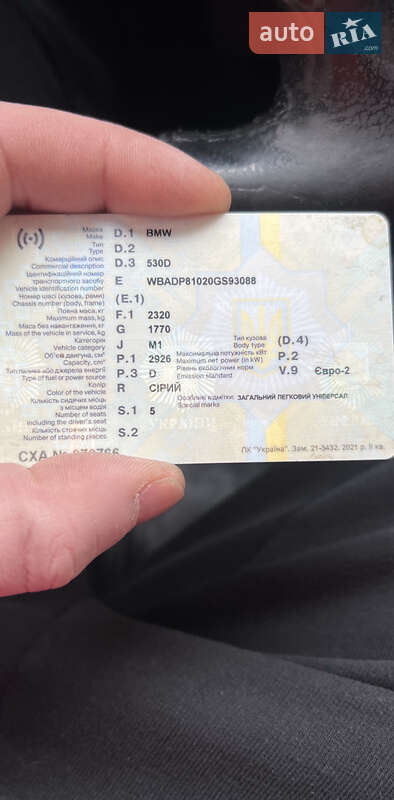 auto RIA.com
Марка D.1 BMW
Make
Тип D.2
Type
Комерційний опис D.3 530D
Commercial description
Ідентифікаційний номер
транспортного засобу E WBADP81020GS93088
Vehicle identification number
Номер шасі (кузова, рами) (E.1)
Chassis number (body, frame)
Повна маса, кг F.1 2320
Maximum mass, kg
Маса без навантаження, кг G 1770
Mass of the vehicle in service, kg
Категорія J M1 Тип кузова (D.4)
Vehicle category Body type
Об'єм двигуна, см³ P.1 2926 Максимальна потужність кВт P.2
Capacity, cm³ Maximum net power (in kW)
Тип палива або джерела енергії P.3 D Рівень екологічних норм V.9 Євро-2
Type of fuel or power source Emission standard
Колір R СІРИЙ Особливі відмітки: ЗАГАЛЬНИЙ ЛЕГКОВИЙ УНІВЕРСАЛ
Color of the vehicle Special marks
Кількість сидячих місць
з місцем водія S.1 5
Number of seats
including the driver's seat
Кількість стоячих місць S.2
Number of standing places
СХА №
ПК "Україна". Зам. 21-3432. 2021 р. II кв.